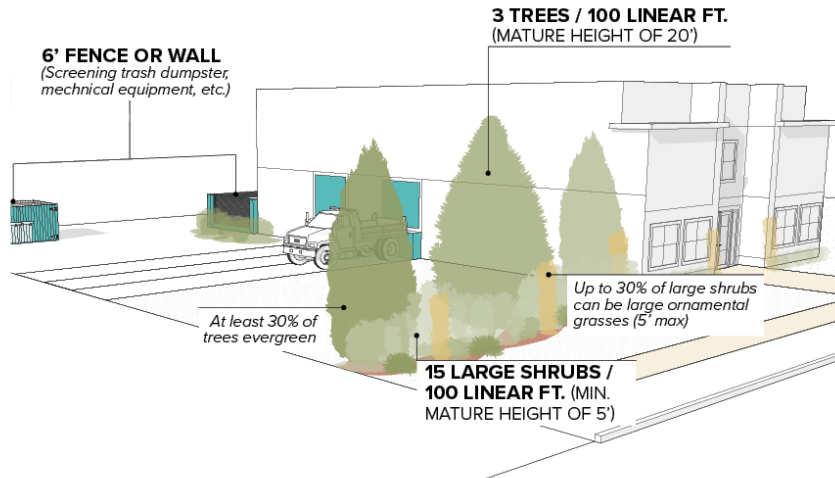 3 TREES / 100 LINEAR FT.
(MATURE HEIGHT OF 20')
6' FENCE OR WALL
(Screening trash dumpster,
mechnical equipment, etc.)
Up to 30% of large shrubs
can be large ornamental
grasses (5' max)
At least 30% of
trees evergreen
15 LARGE SHRUBS /
100 LINEAR FT. (MIN.
MATURE HEIGHT OF 5')